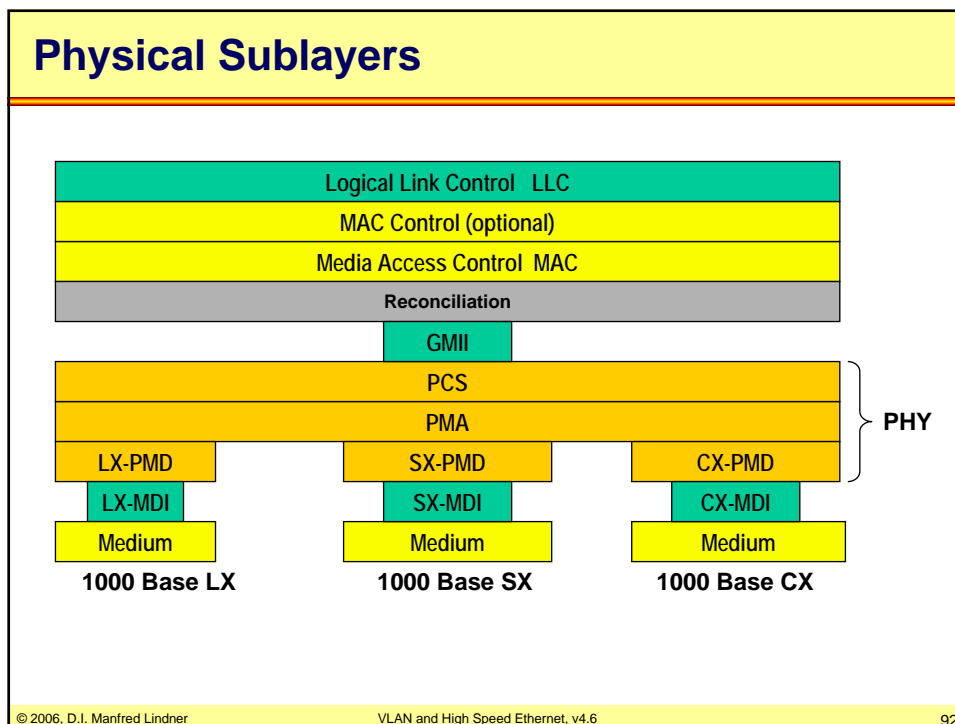 Physical Sublayers
Logical Link Control LLC
MAC Control (optional)
Media Access Control MAC
Reconciliation
GMII
PCS
PMA
PHY
LX-PMD SX-PMD CX-PMD
LX-MDI SX-MDI CX-MDI
Medium Medium Medium
1000 Base LX 1000 Base SX 1000 Base CX
© 2006, D.I. Manfred Lindner VLAN and High Speed Ethernet, v4.6 92